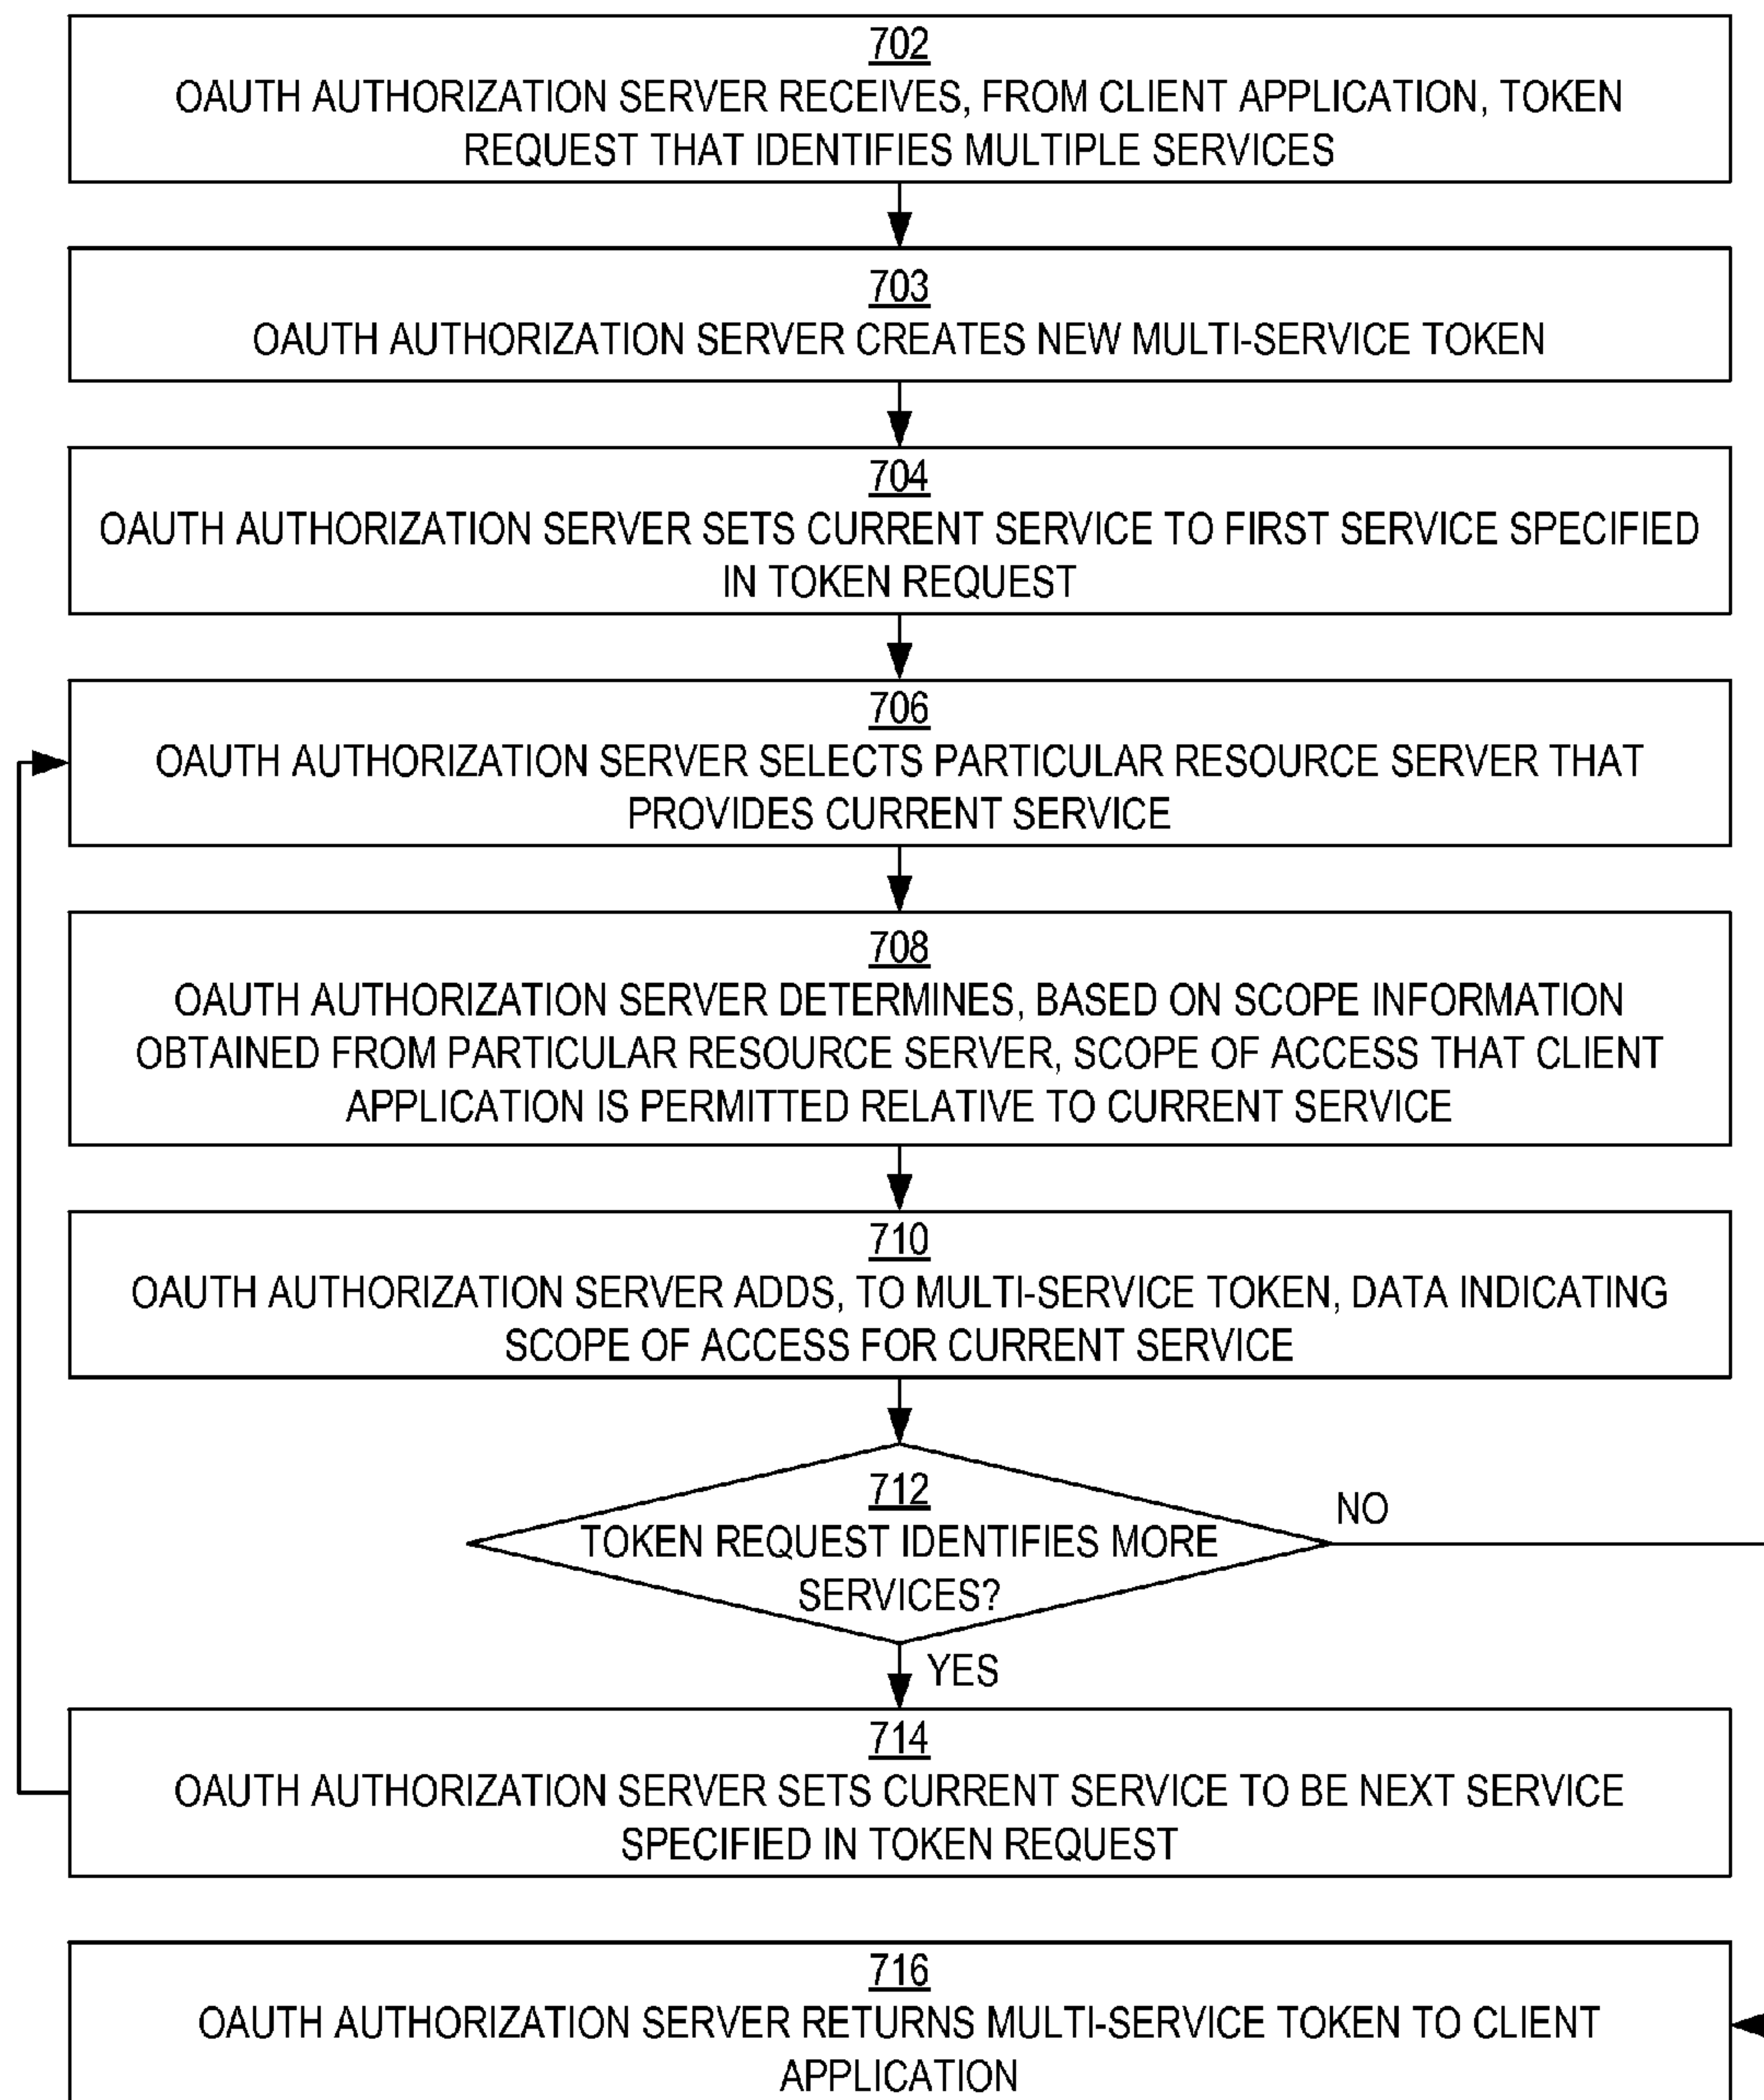 702
OAUTH AUTHORIZATION SERVER RECEIVES, FROM CLIENT APPLICATION, TOKEN
REQUEST THAT IDENTIFIES MULTIPLE SERVICES
703
OAUTH AUTHORIZATION SERVER CREATES NEW MULTI-SERVICE TOKEN
704
OAUTH AUTHORIZATION SERVER SETS CURRENT SERVICE TO FIRST SERVICE SPECIFIED
IN TOKEN REQUEST
706
OAUTH AUTHORIZATION SERVER SELECTS PARTICULAR RESOURCE SERVER THAT
PROVIDES CURRENT SERVICE
708
OAUTH AUTHORIZATION SERVER DETERMINES, BASED ON SCOPE INFORMATION
OBTAINED FROM PARTICULAR RESOURCE SERVER, SCOPE OF ACCESS THAT CLIENT
APPLICATION IS PERMITTED RELATIVE TO CURRENT SERVICE
710
OAUTH AUTHORIZATION SERVER ADDS, TO MULTI-SERVICE TOKEN, DATA INDICATING
SCOPE OF ACCESS FOR CURRENT SERVICE
712
TOKEN REQUEST IDENTIFIES MORE
SERVICES?
NO
YES
714
OAUTH AUTHORIZATION SERVER SETS CURRENT SERVICE TO BE NEXT SERVICE
SPECIFIED IN TOKEN REQUEST
716
OAUTH AUTHORIZATION SERVER RETURNS MULTI-SERVICE TOKEN TO CLIENT
APPLICATION